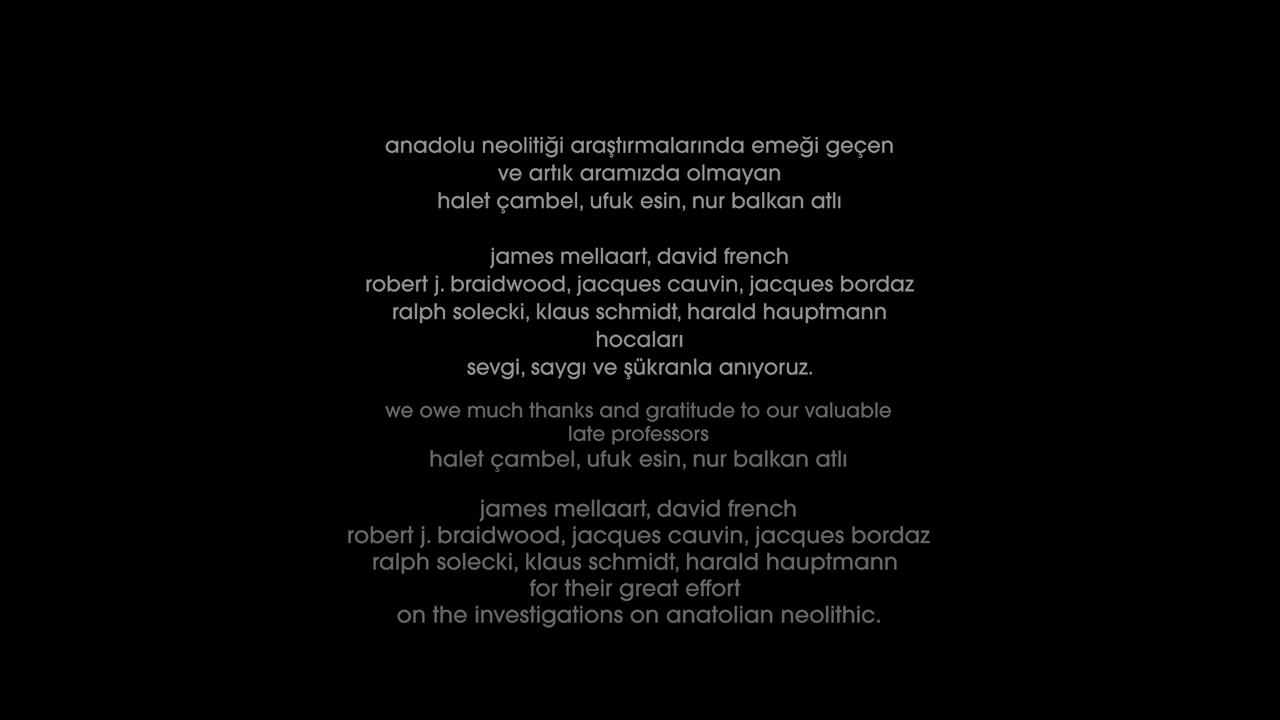 anadolu neolitiği araştırmalarında emeği geçen
ve artık aramızda olmayan
halet çambel, ufuk esin, nur balkan atlı
james mellaart, david french
robert j. braidwood, jacques cauvin, jacques bordaz
ralph solecki, klaus schmidt, harald hauptmann
hocaları
sevgi, saygı ve şükranla anıyoruz.
we owe much thanks and gratitude to our valuable
late professors
halet çambel, ufuk esin, nur balkan atlı
james mellaart, david french
robert j. braidwood, jacques cauvin, jacques bordaz
ralph solecki, klaus schmidt, harald hauptmann
for their great effort
on the investigations on anatolian neolithic.